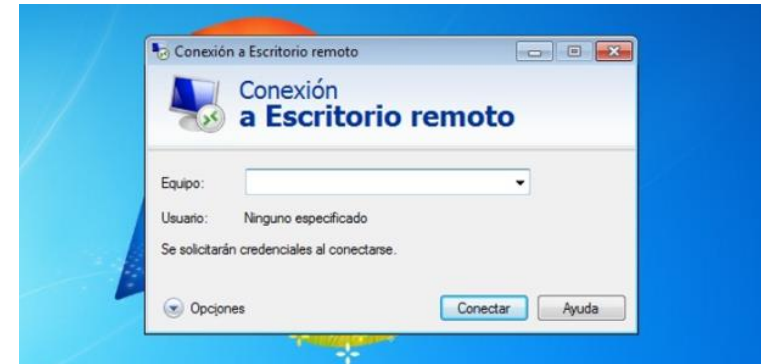 Conexión a Escritorio remoto
Conexión
a Escritorio remoto
Equipo:
Usuario: Ninguno especificado
Se solicitarán credenciales al conectarse.
Opciones Conectar Ayuda